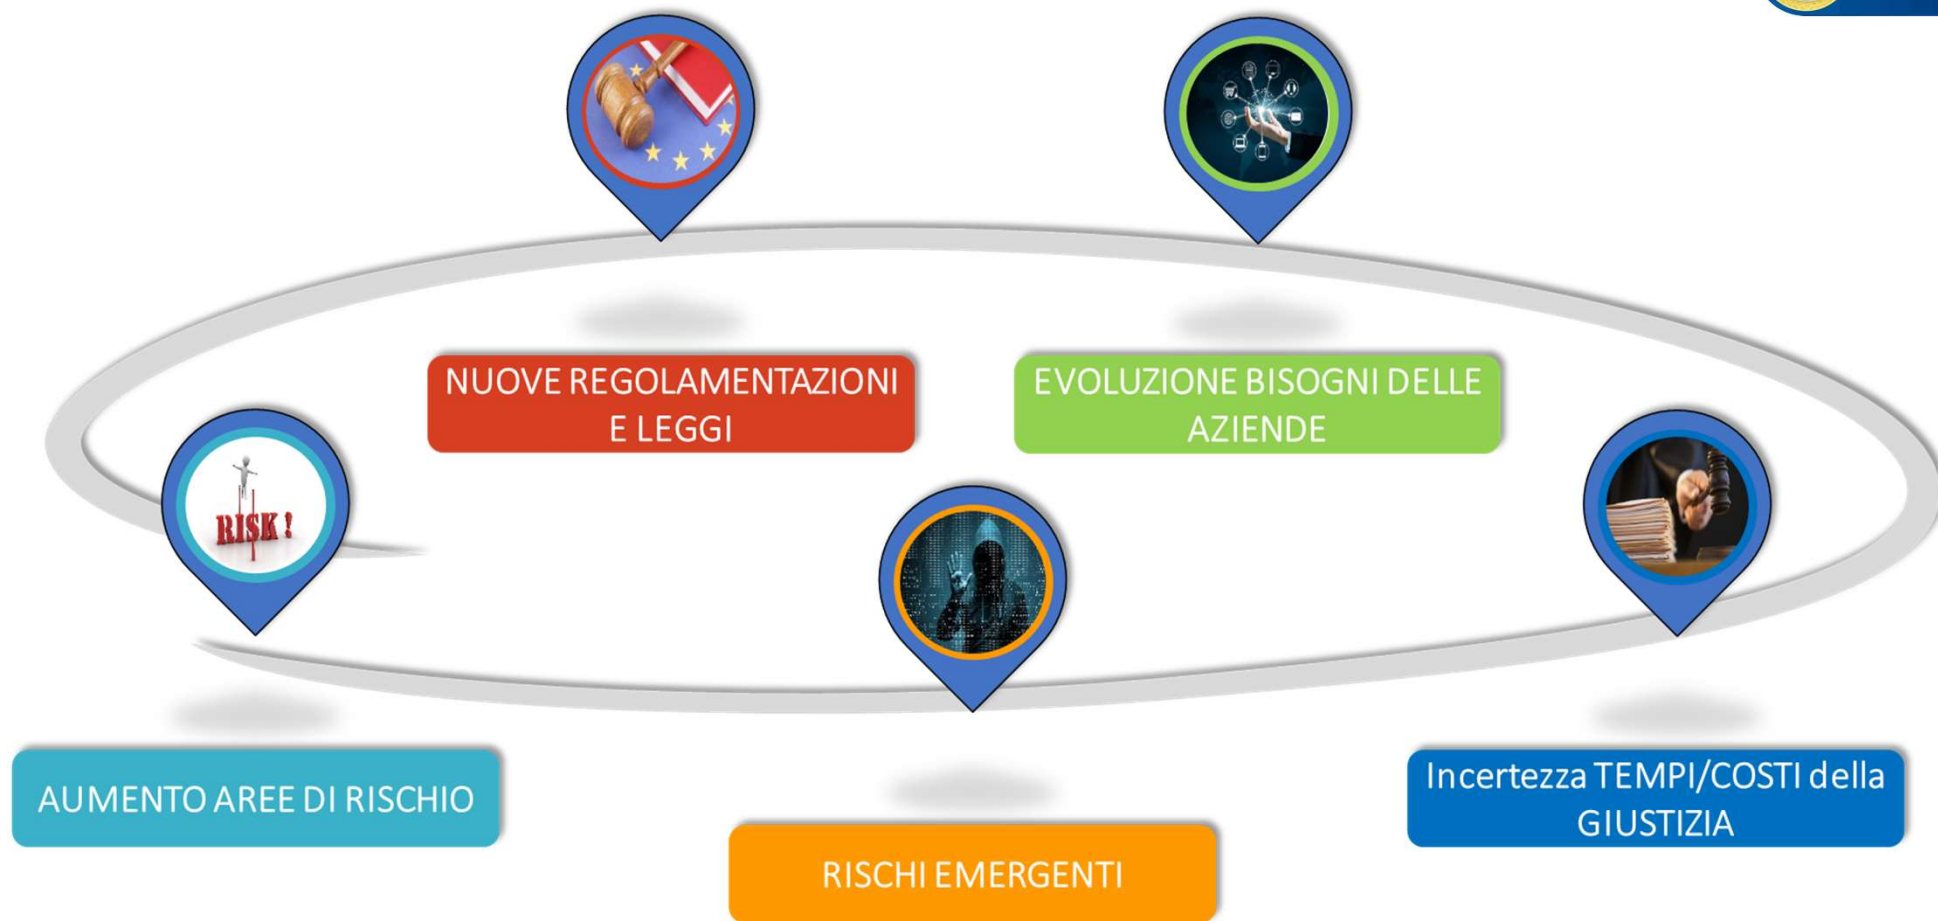 NUOVE REGOLAMENTAZIONI
E LEGGI
EVOLUZIONE BISOGNI DELLE
AZIENDE
RISK !
AUMENTO AREE DI RISCHIO
RISCHI EMERGENTI
Incertezza TEMPI/COSTI della
GIUSTIZIA